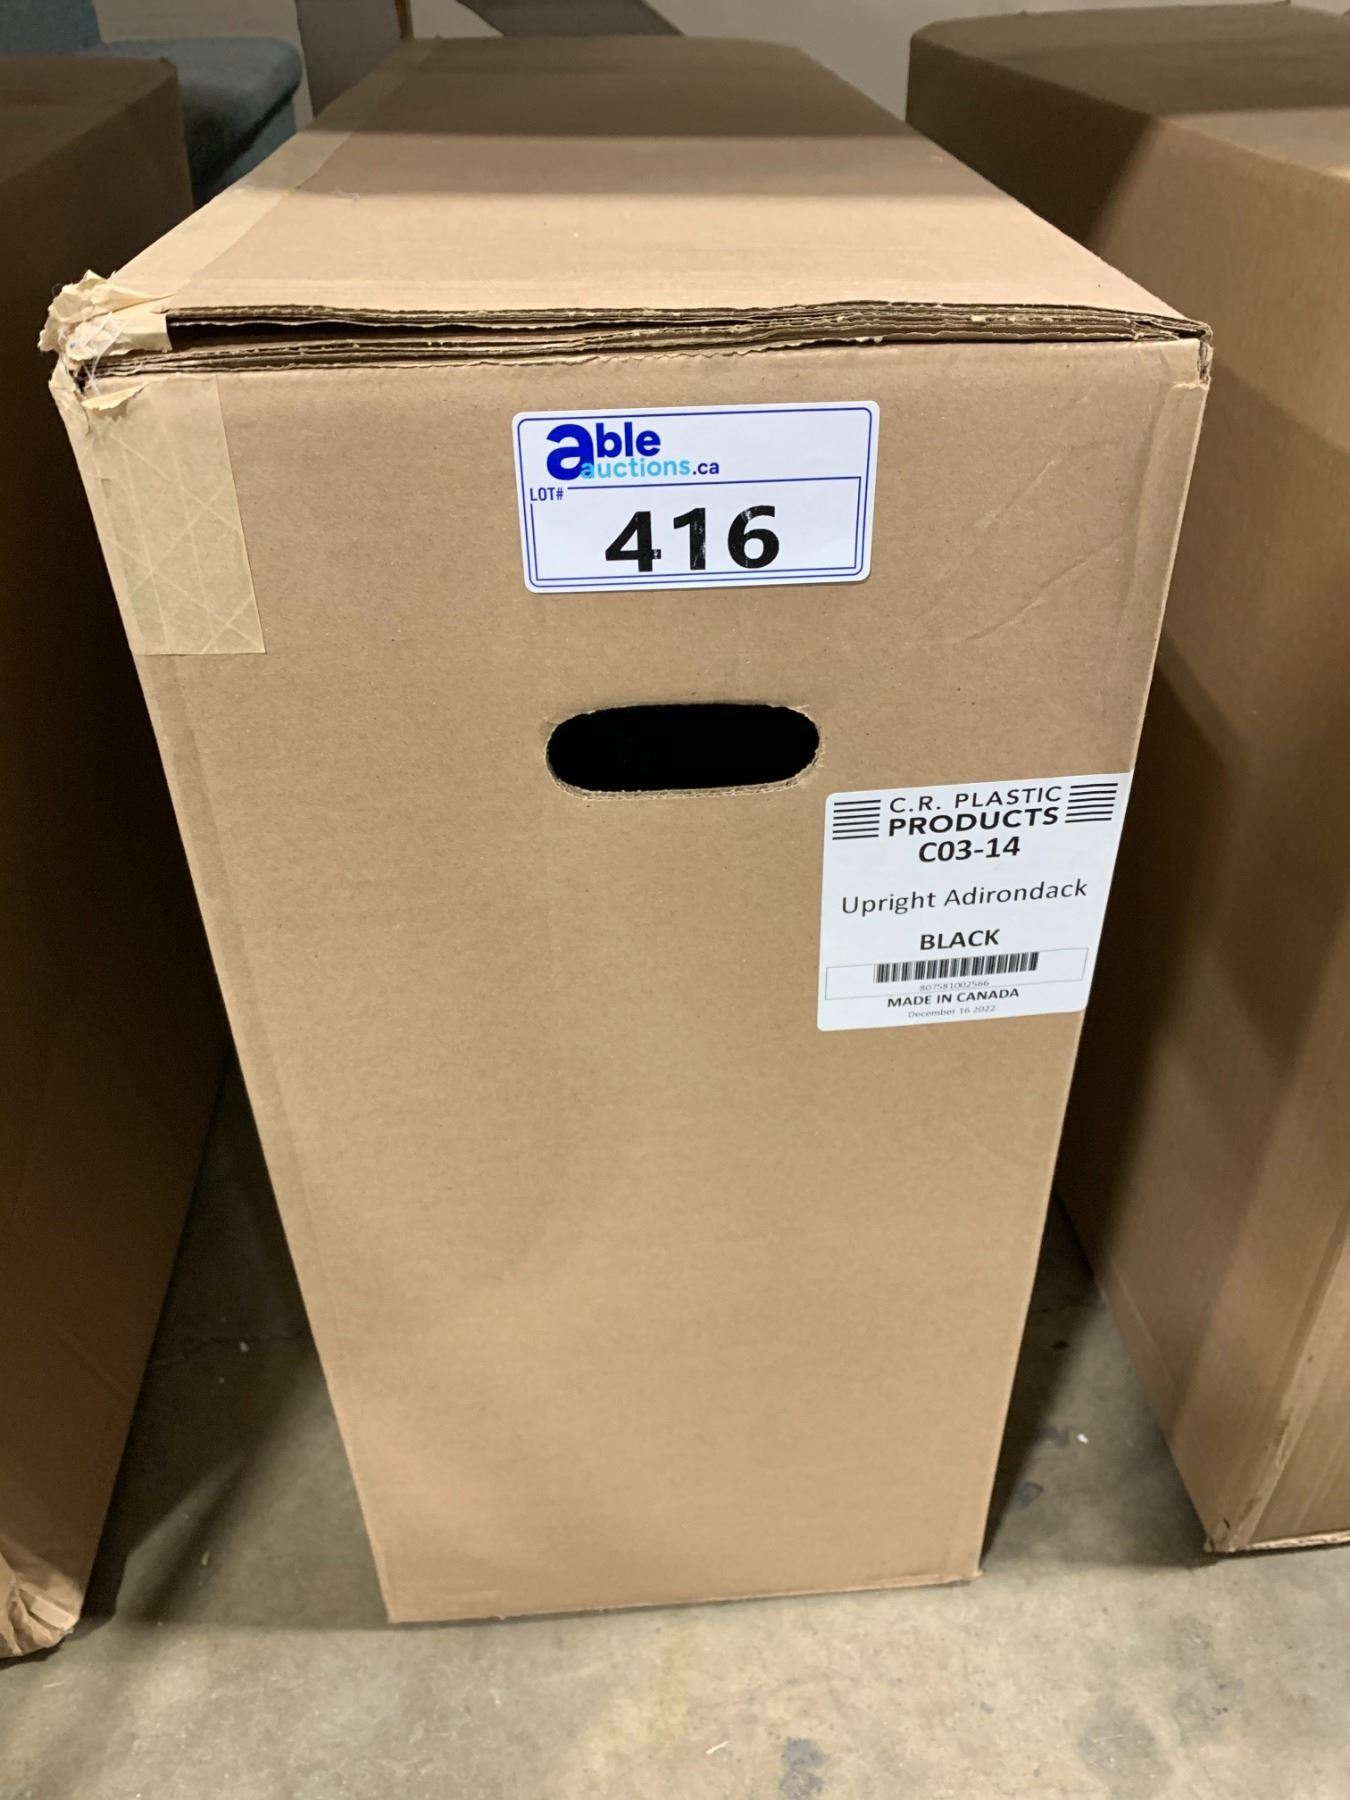 able
auctions.ca
LOT#
416
C.R. PLASTIC
PRODUCTS
C03-14
Upright Adirondack
BLACK
807581002566
MADE IN CANADA
December 16 2022